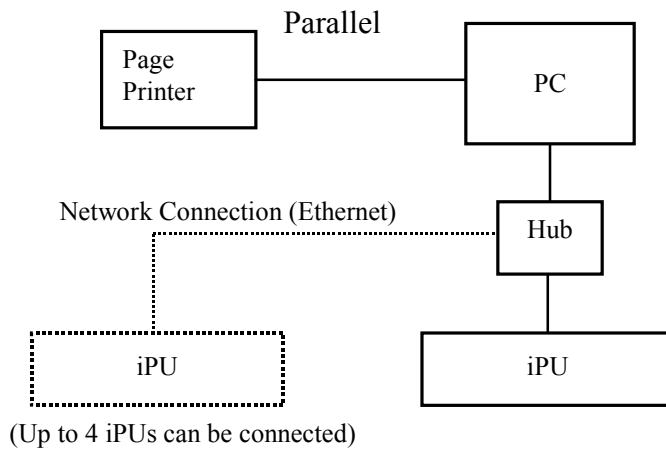 Parallel
Page
Printer
PC
Network Connection (Ethernet)
Hub
iPU
iPU
(Up to 4 iPUs can be connected)